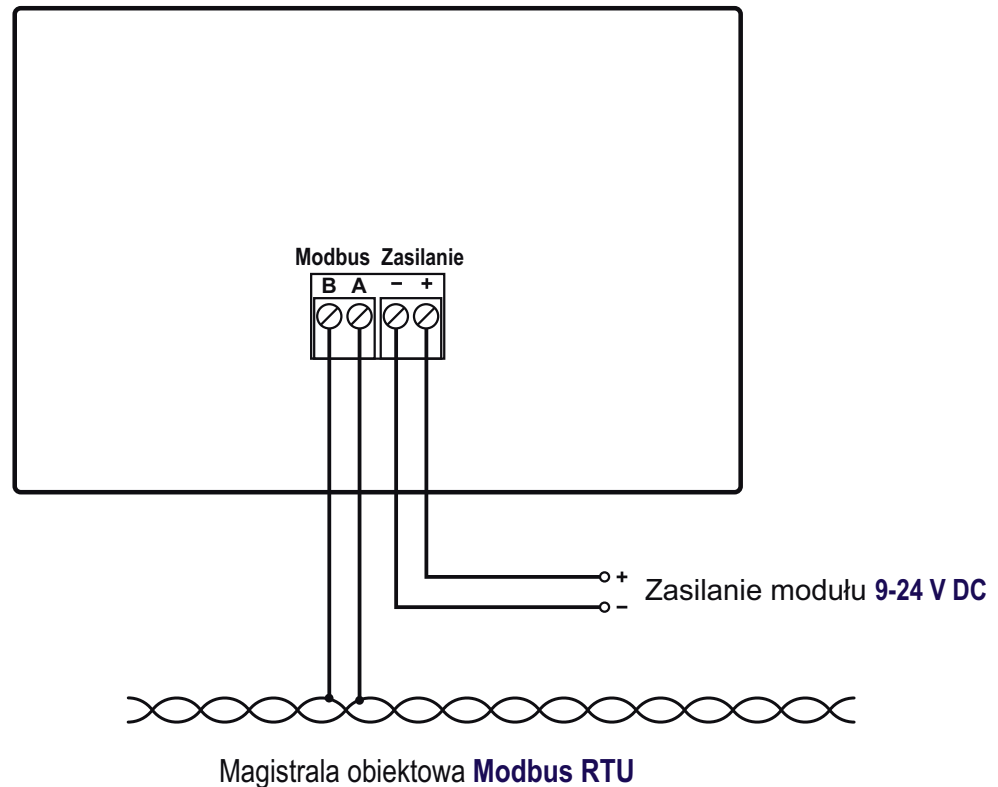 Modbus Zasilanie
B A − +
+
Zasilanie modułu 9-24 V DC
−
Magistrala obiektowa Modbus RTU